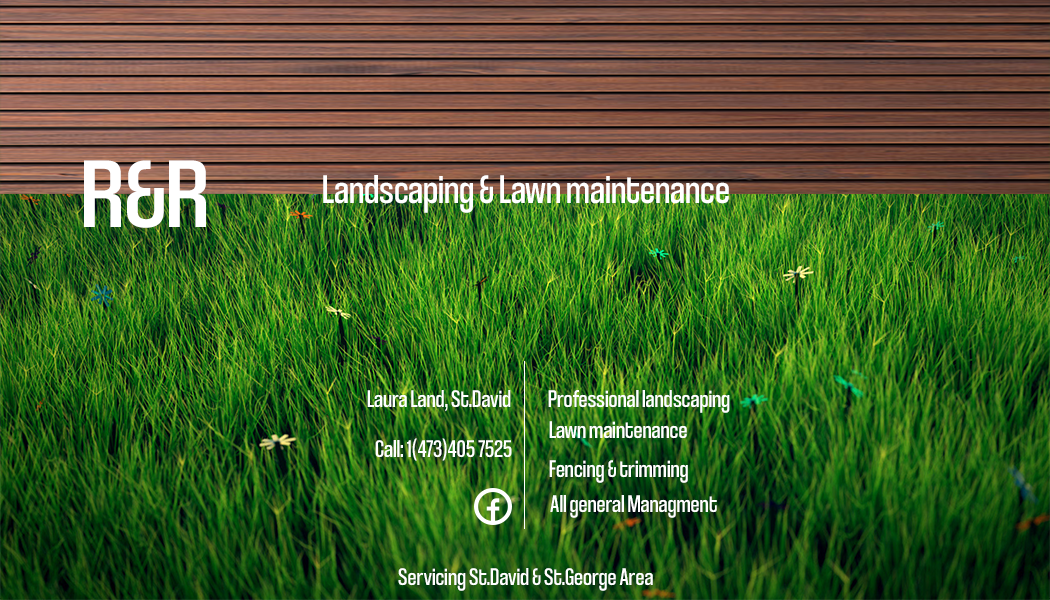 R&R
Landscaping & Lawn maintenance
Laura Land, St.David
Call: 1(473)405 7525
Professional landscaping
Lawn maintenance
Fencing & trimming
All general Managment
Servicing St.David & St.George Area